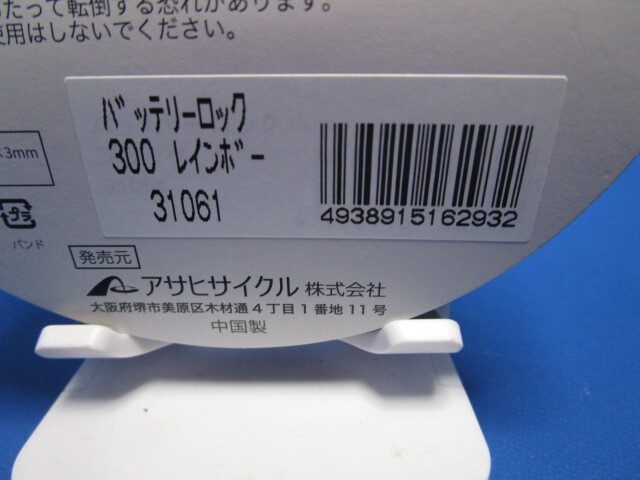 たって転倒する恐れがあります。
使用はしないでください。
バッテリーロック
300 レインボー
31061
4938915162932
3mm
プラ
バンド
発売元
アサヒサイクル 株式会社
大阪府堺市美原区木材通4丁目1番地11号
中国製